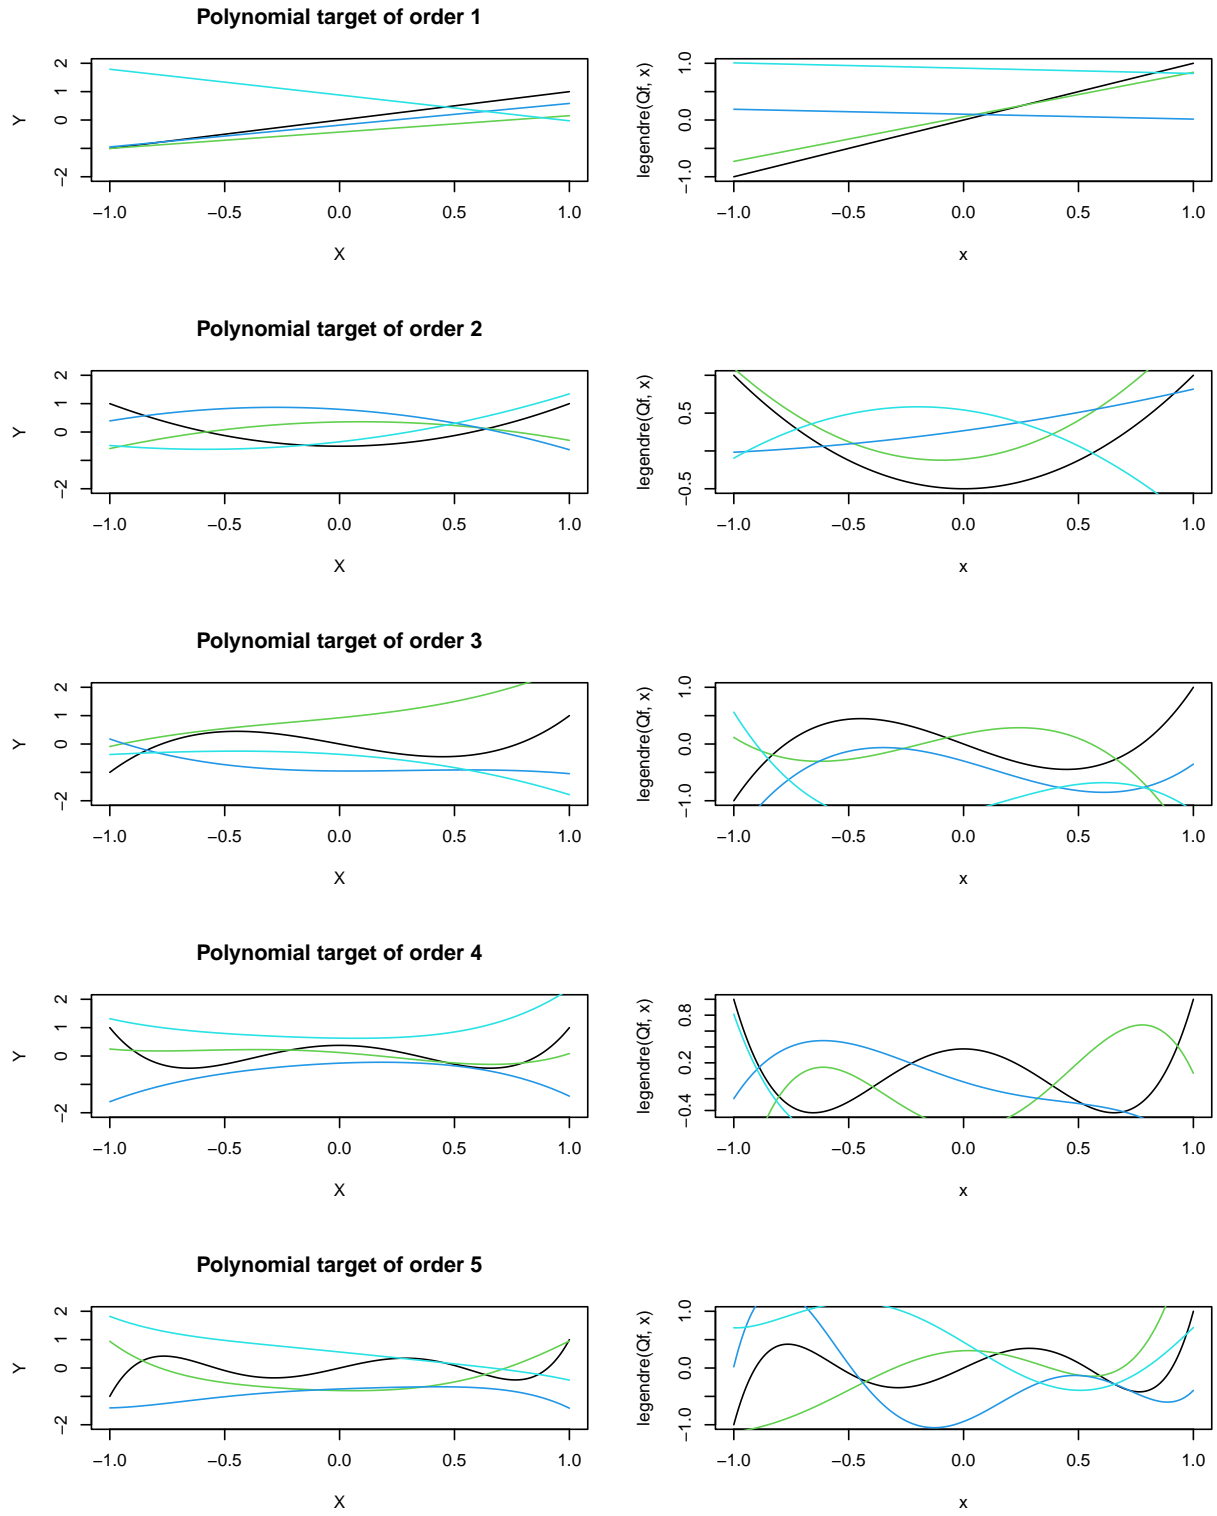 Polynomial target of order 1
Y
2
1
0
−2
−1.0 −0.5 0.0 0.5 1.0
X
legendre(Qf, x)
1.0
0.0
−1.0
−1.0 −0.5 0.0 0.5 1.0
x
Polynomial target of order 2
Y
2
1
0
−2
−1.0 −0.5 0.0 0.5 1.0
X
legendre(Qf, x)
0.5
−0.5
−1.0 −0.5 0.0 0.5 1.0
x
Polynomial target of order 3
Y
2
1
0
−2
−1.0 −0.5 0.0 0.5 1.0
X
legendre(Qf, x)
1.0
0.0
−1.0
−1.0 −0.5 0.0 0.5 1.0
x
Polynomial target of order 4
Y
2
1
0
−2
−1.0 −0.5 0.0 0.5 1.0
X
legendre(Qf, x)
0.8
0.2
−0.4
−1.0 −0.5 0.0 0.5 1.0
x
Polynomial target of order 5
Y
2
1
0
−2
−1.0 −0.5 0.0 0.5 1.0
X
legendre(Qf, x)
1.0
0.0
−1.0
−1.0 −0.5 0.0 0.5 1.0
x